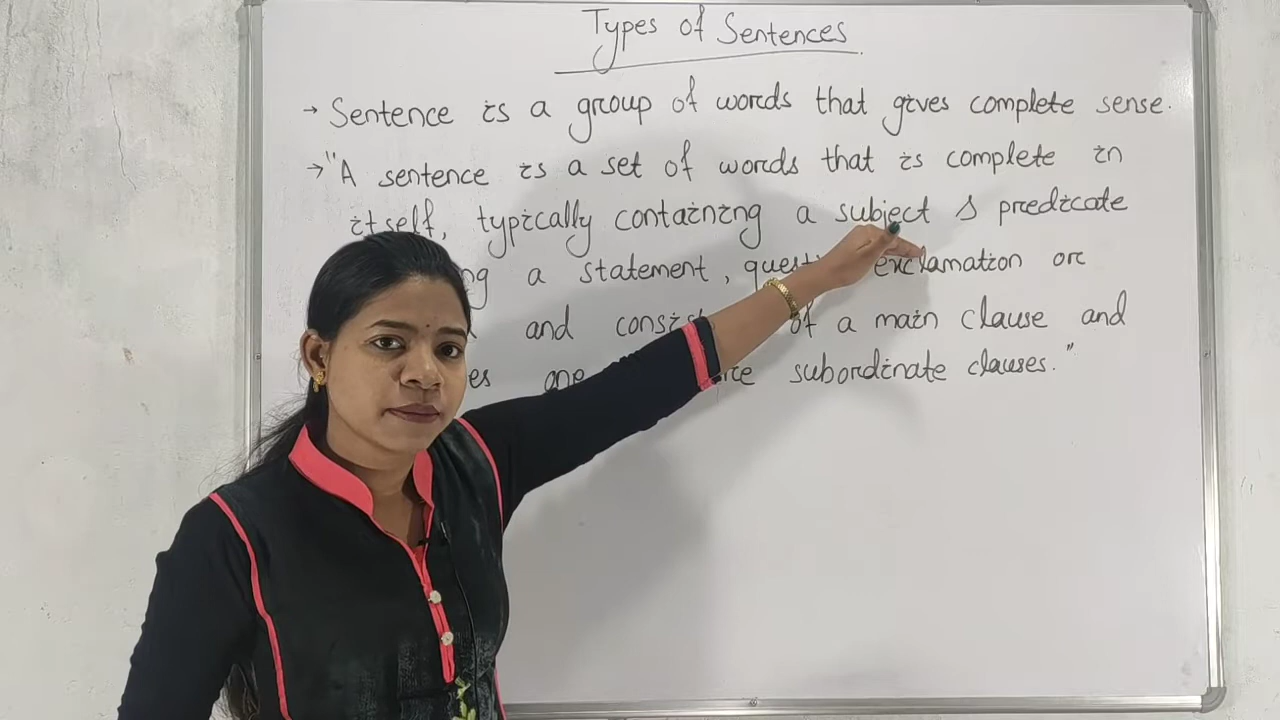 Types of Sentences
→ Sentence is a group of words that gives complete sense.
→ "A sentence is a set of words that is complete in
itself, typically containing a subject & predicate
a statement, exclamation or
and of a main clause and
subordinate clauses."